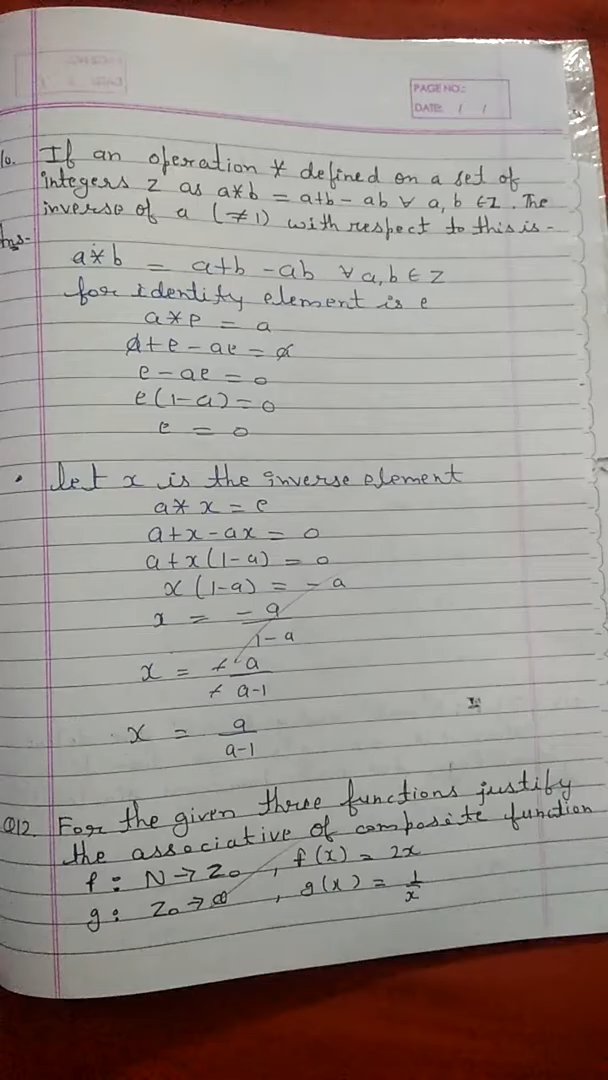 PAGE NO.:
DATE: / /
10. If an operation * defined on a set of
integers Z as a*b = a+b - ab ∀ a, b ∈ Z. The
inverse of a (≠1) with respect to this is -
Ans-
a*b = a+b -ab ∀ a,b ∈ Z
for identity element is e
a*e = a
a+e - ae = a
e - ae = 0
e(1-a) = 0
e = 0
• let x is the inverse element
a* x = e
a+x-ax = 0
a+x(1-a) = 0
x(1-a) = -a
x = -a/1-a
x = +a/+a-1
x = a/a-1
Q12. For the given three functions justify
the associative of composite function
f : N → Z₀ , f(x) = 2x
g : Z₀ → , g(x) = 1/x